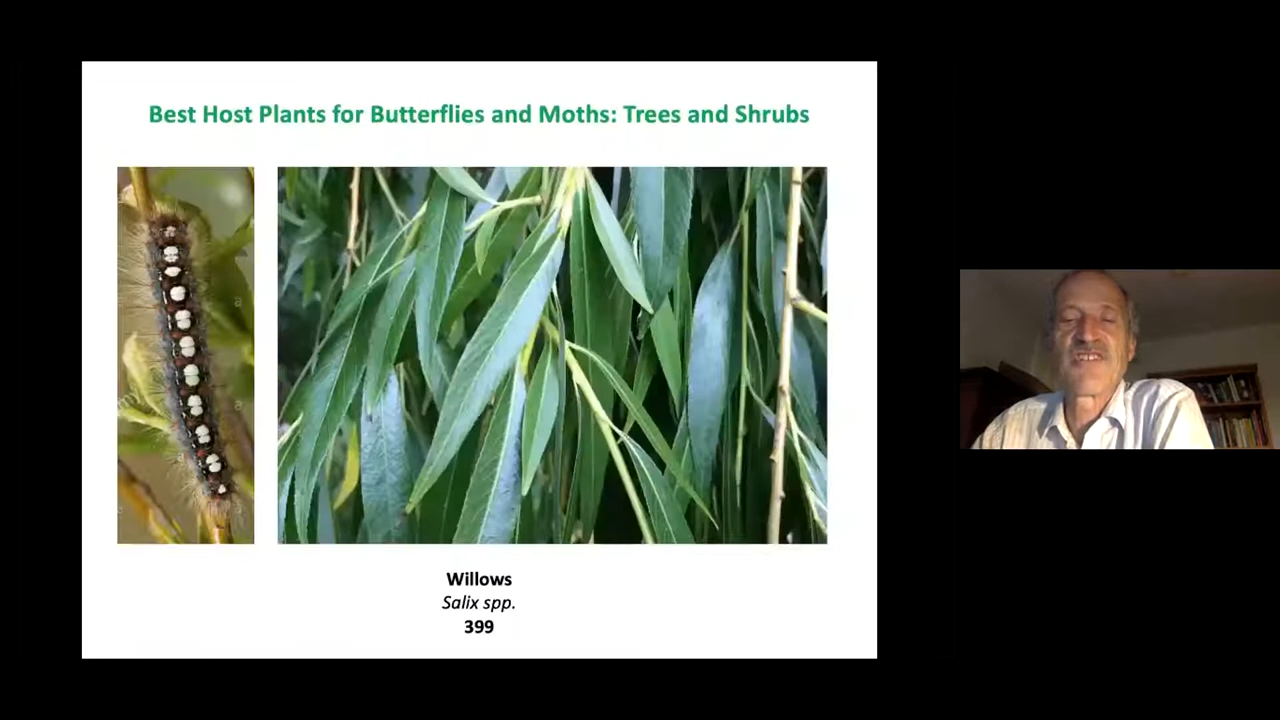 Best Host Plants for Butterflies and Moths: Trees and Shrubs
Willows
Salix spp.
399